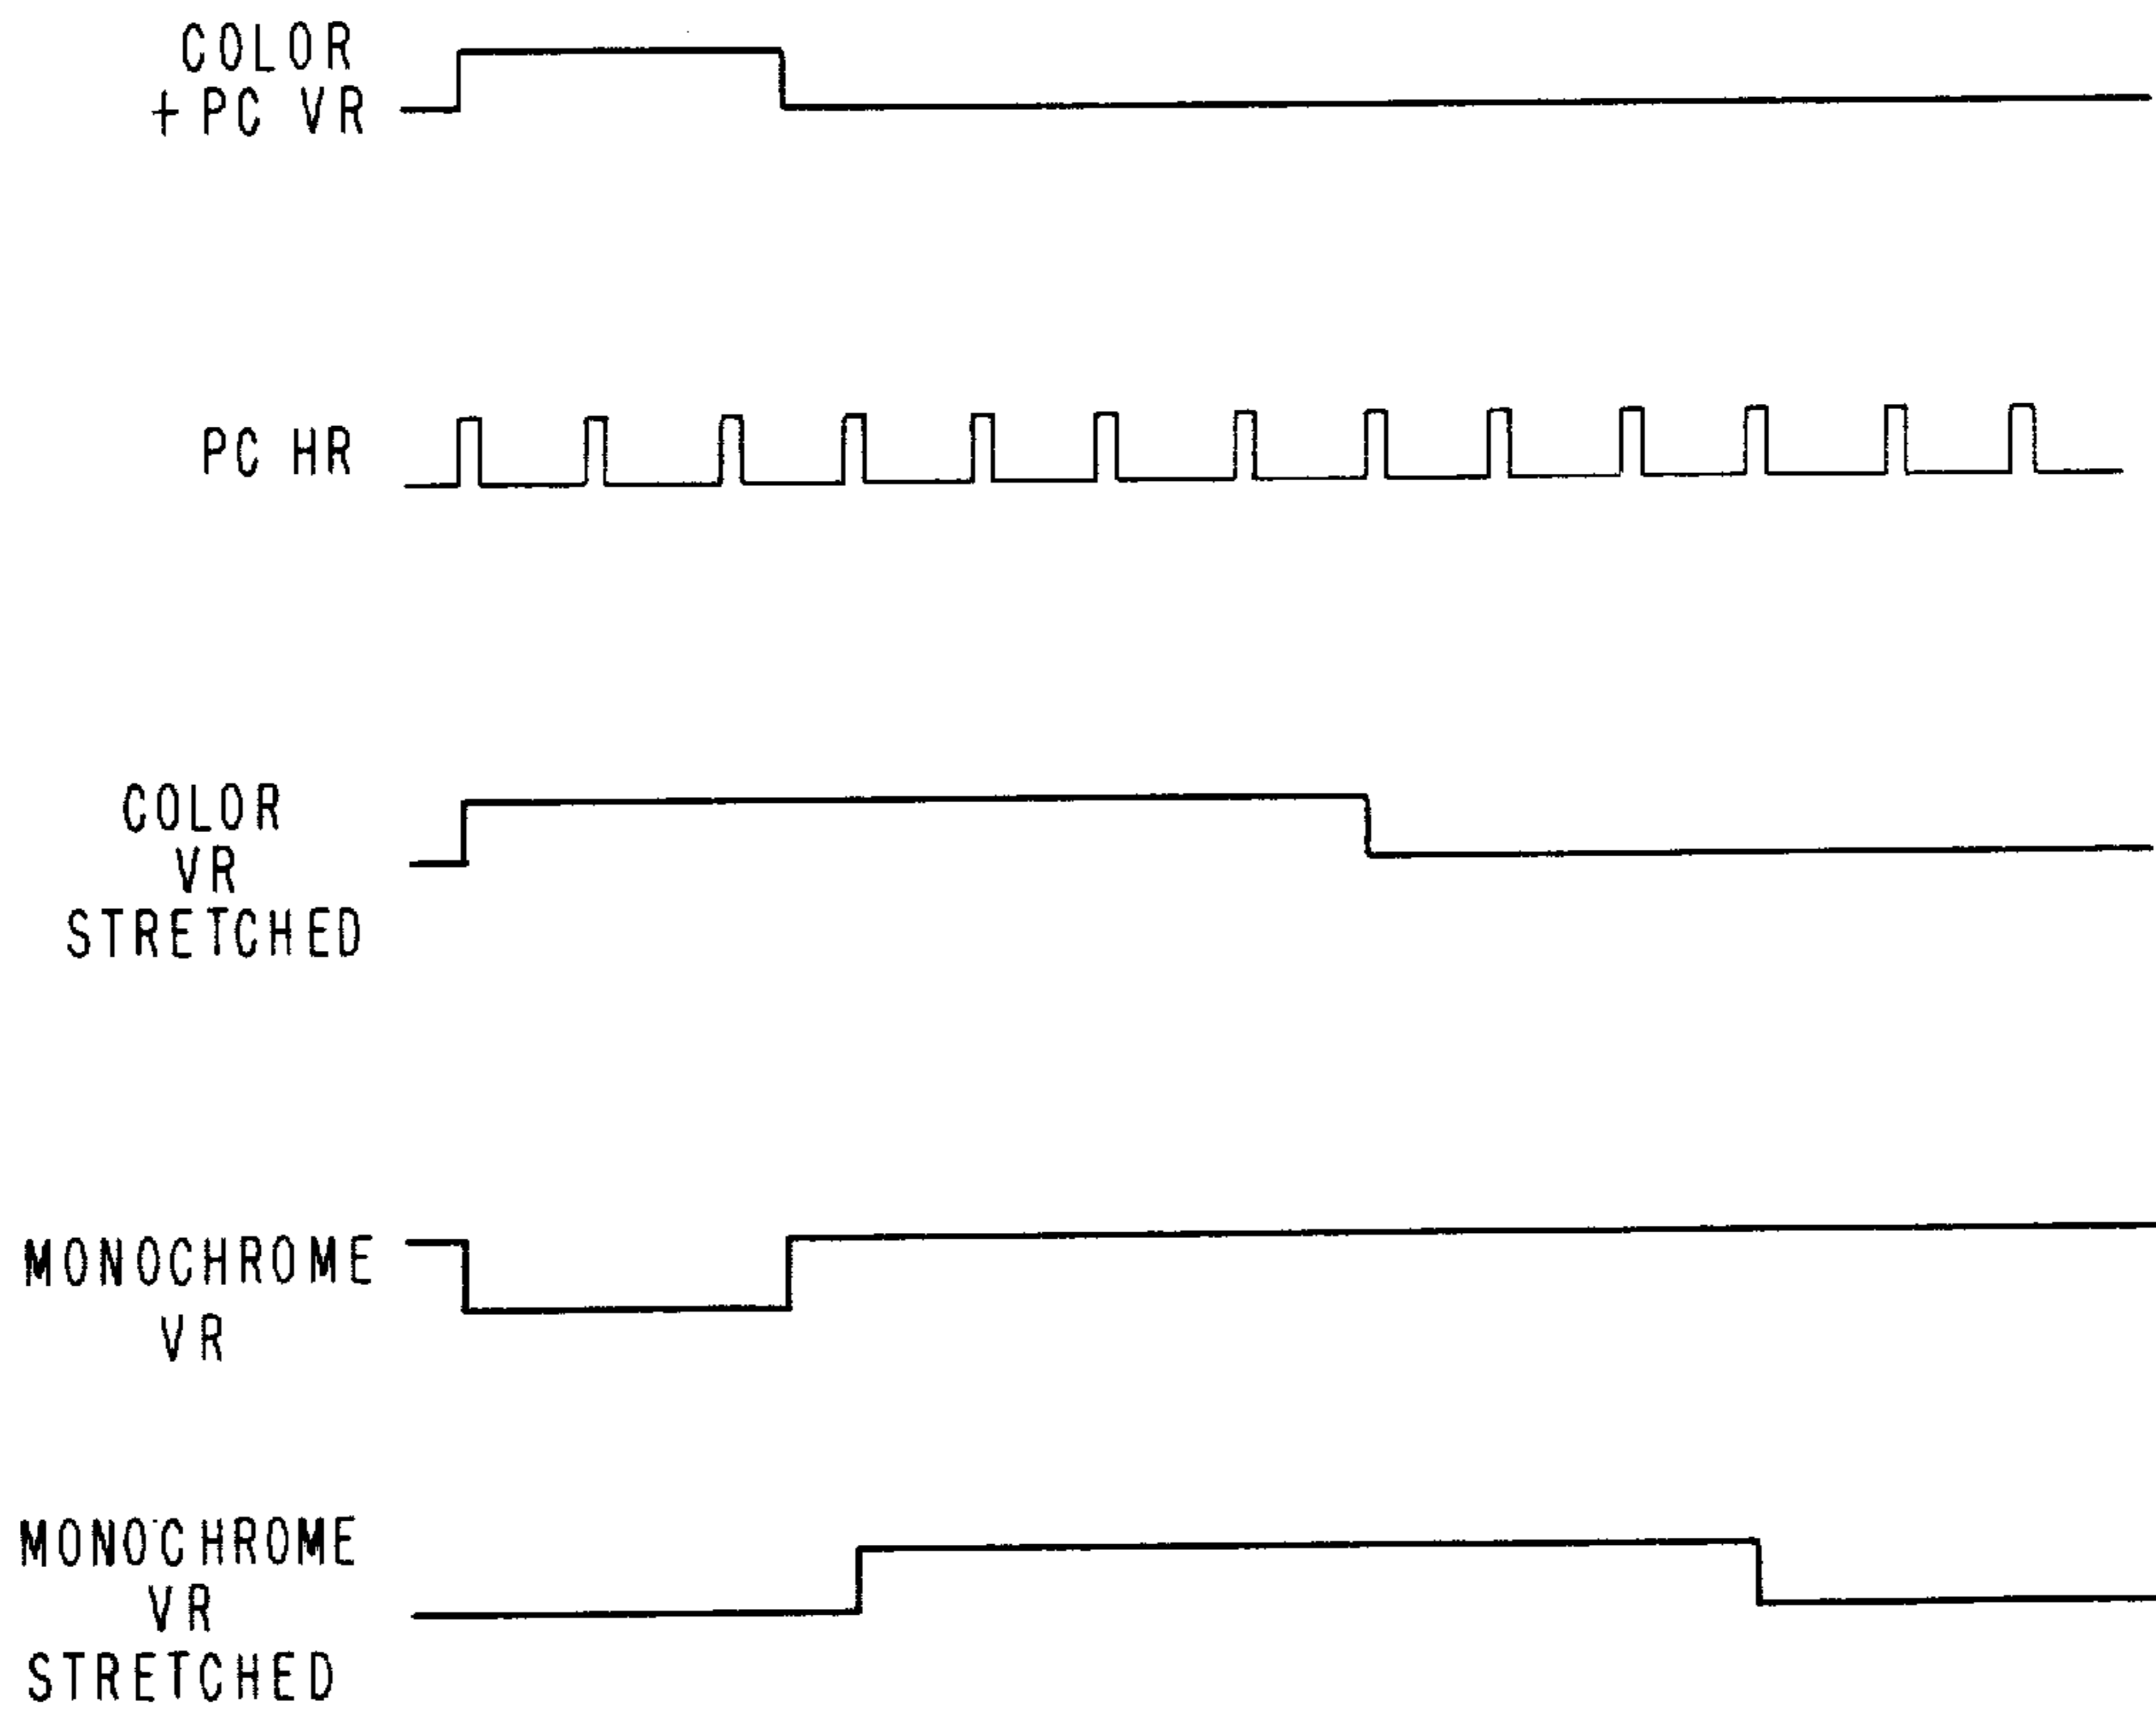 COLOR
+ PC VR
PC HR
COLOR
VR
STRETCHED
MONOCHROME
VR
MONOCHROME
VR
STRETCHED